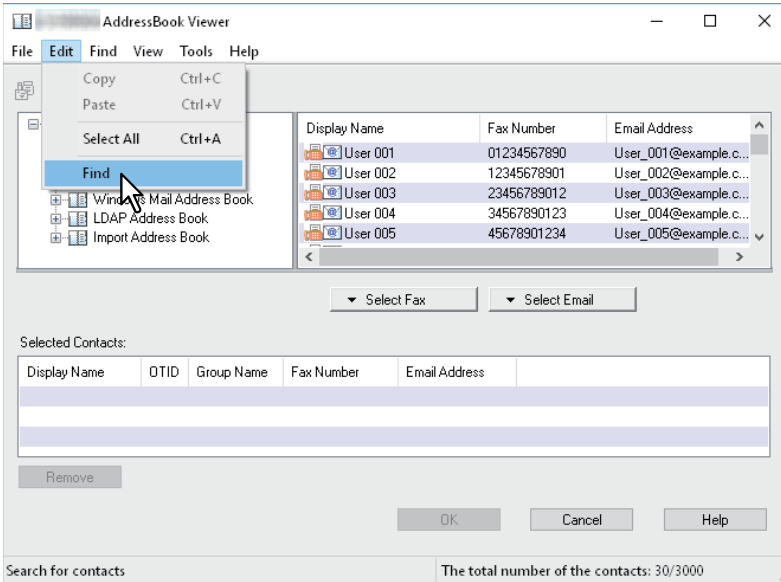 AddressBook Viewer
File Edit Find View Tools Help
Copy Ctrl+C
Paste Ctrl+V
Select All Ctrl+A
Find
Windows Mail Address Book
LDAP Address Book
Import Address Book
Display Name Fax Number Email Address
User 001 01234567890 User_001@example.c...
User 002 12345678901 User_002@example.c...
User 003 23456789012 User_003@example.c...
User 004 34567890123 User_004@example.c...
User 005 45678901234 User_005@example.c...
Select Fax Select Email
Selected Contacts:
Display Name OTID Group Name Fax Number Email Address
Remove
OK Cancel Help
Search for contacts The total number of the contacts: 30/3000